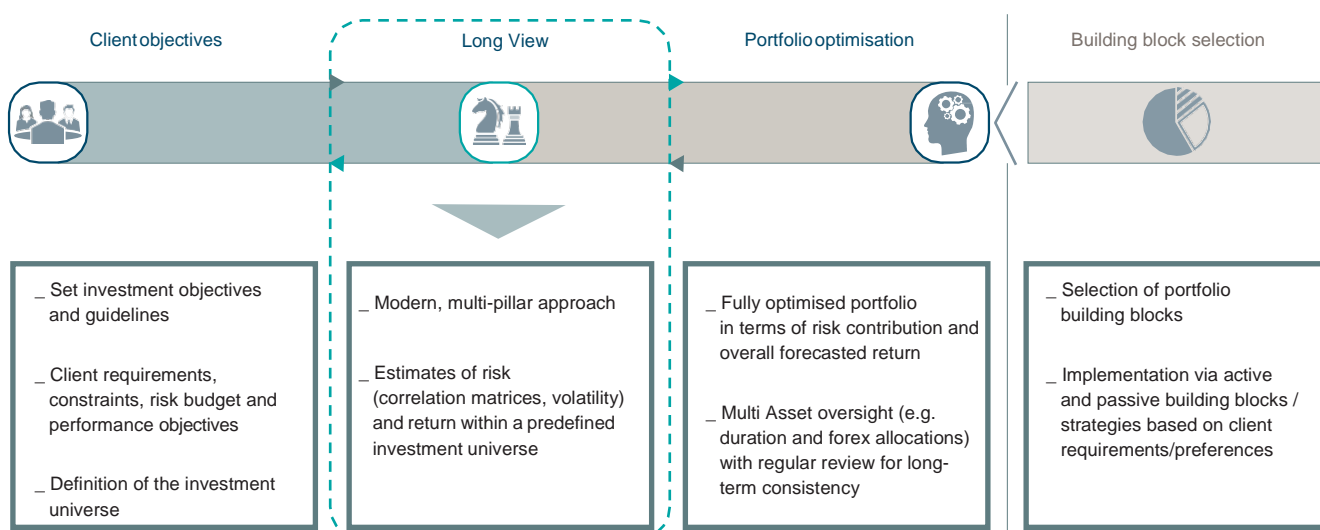 Client objectives
Long View
Portfolio optimisation
Building block selection
_ Set investment objectives
and guidelines
_ Client requirements,
constraints, risk budget and
performance objectives
_ Definition of the investment
universe
_ Modern, multi-pillar approach
_ Estimates of risk
(correlation matrices, volatility)
and return within a predefined
investment universe
_ Fully optimised portfolio
in terms of risk contribution and
overall forecasted return
_ Multi Asset oversight (e.g.
duration and forex allocations)
with regular review for long-
term consistency
_ Selection of portfolio
building blocks
_ Implementation via active
and passive building blocks /
strategies based on client
requirements/preferences